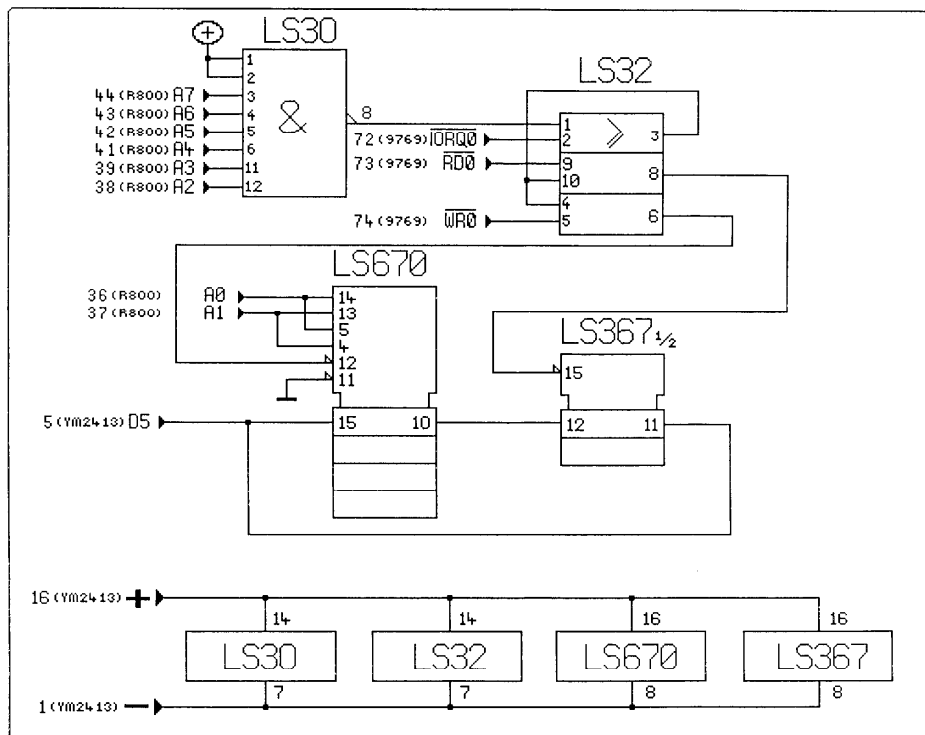 LS30
1
2
44(R800) A7 3
43(R800) A6 4
42(R800) A5 5
41(R800) A4 6
39(R800) A3 11
38(R800) A2 12
&
8
LS32
72(9769) IORQ0
73(9769) RD0
74(9769) WR0
1
2
9
10
4
5
3
8
6
LS670
36(R800) A0
37(R800) A1
14
13
5
4
12
11
LS367 1/2
15
5(YM2413) D5
15 10
12 11
16(YM2413) +
14 14 16 16
LS30 LS32 LS670 LS367
7 7 8 8
1(YM2413) −